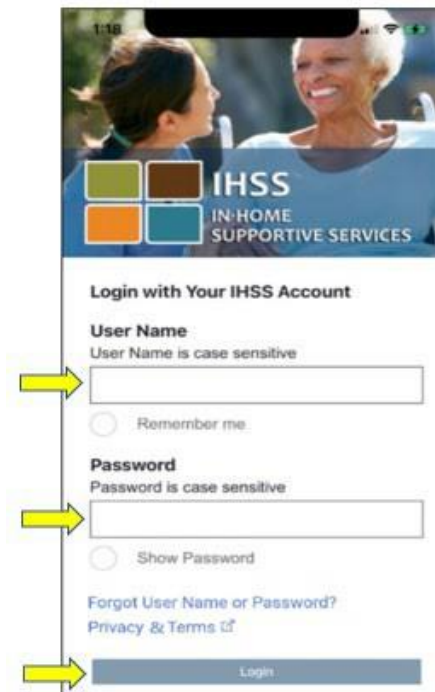 1:18
IHSS
IN-HOME
SUPPORTIVE SERVICES
Login with Your IHSS Account
User Name
User Name is case sensitive
Remember me
Password
Password is case sensitive
Show Password
Forgot User Name or Password?
Privacy & Terms
Login